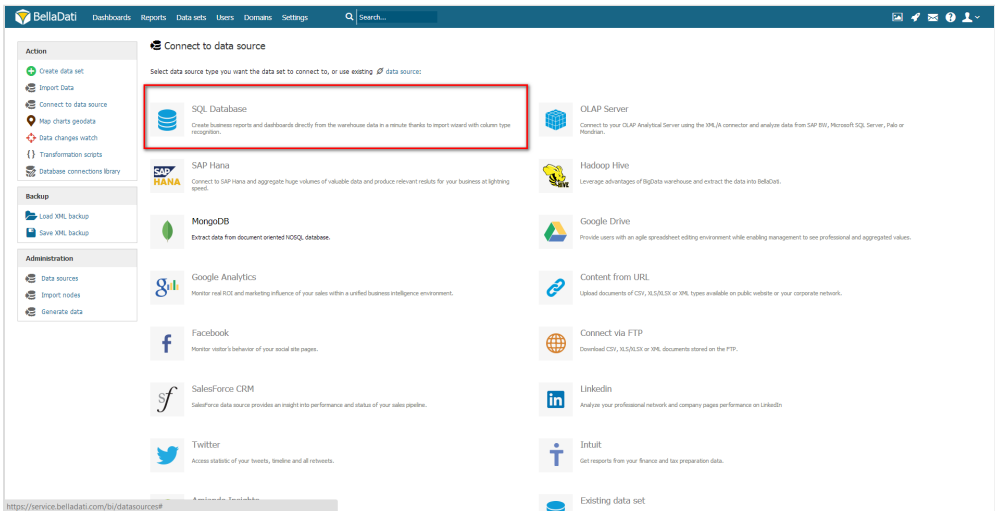 BellaDati Dashboards Reports Data sets Users Domains Settings Search...
Action
Create data set
Import Data
Connect to data source
Map charts geodata
Data changes watch
{ } Transformation scripts
Database connections library
Backup
Load XML backup
Save XML backup
Administration
Data sources
Import nodes
Generate data
Connect to data source
Select data source type you want the data set to connect to, or use existing data source:
SQL Database
Create business reports and dashboards directly from the warehouse data in a minute thanks to import wizard with column type
recognition.
OLAP Server
Connect to your OLAP Analytical Server using the XML/A connector and analyze data from SAP BW, Microsoft SQL Server, Palo or
Mondrian.
SAP
HANA
SAP Hana
Connect to SAP Hana and aggregate huge volumes of valuable data and produce relevant resluts for your business at lightning
speed.
HIVE
Hadoop Hive
Leverage advantages of BigData warehouse and extract the data into BellaDati.
MongoDB
Extract data from document oriented NOSQL database.
Google Drive
Provide users with an agile spreadsheet editing environment while enabling management to see professional and aggregated values.
Google Analytics
Monitor real ROI and marketing influence of your sales within a unified business intelligence environment.
Content from URL
Upload documents of CSV, XLS/XLSX or XML types available on public website or your corporate network.
Facebook
Monitor visitor's behavior of your social site pages.
Connect via FTP
Download CSV, XLS/XLSX or XML documents stored on the FTP.
sf
SalesForce CRM
SalesForce data source provides an insight into performance and status of your sales pipeline.
in
Linkedin
Analyze your professional network and company pages performance on LinkedIn
Twitter
Access statistic of your tweets, timeline and all retweets.
Intuit
Get resports from your finance and tax preparation data.
Existing data set
https://service.belladati.com/bi/datasources#